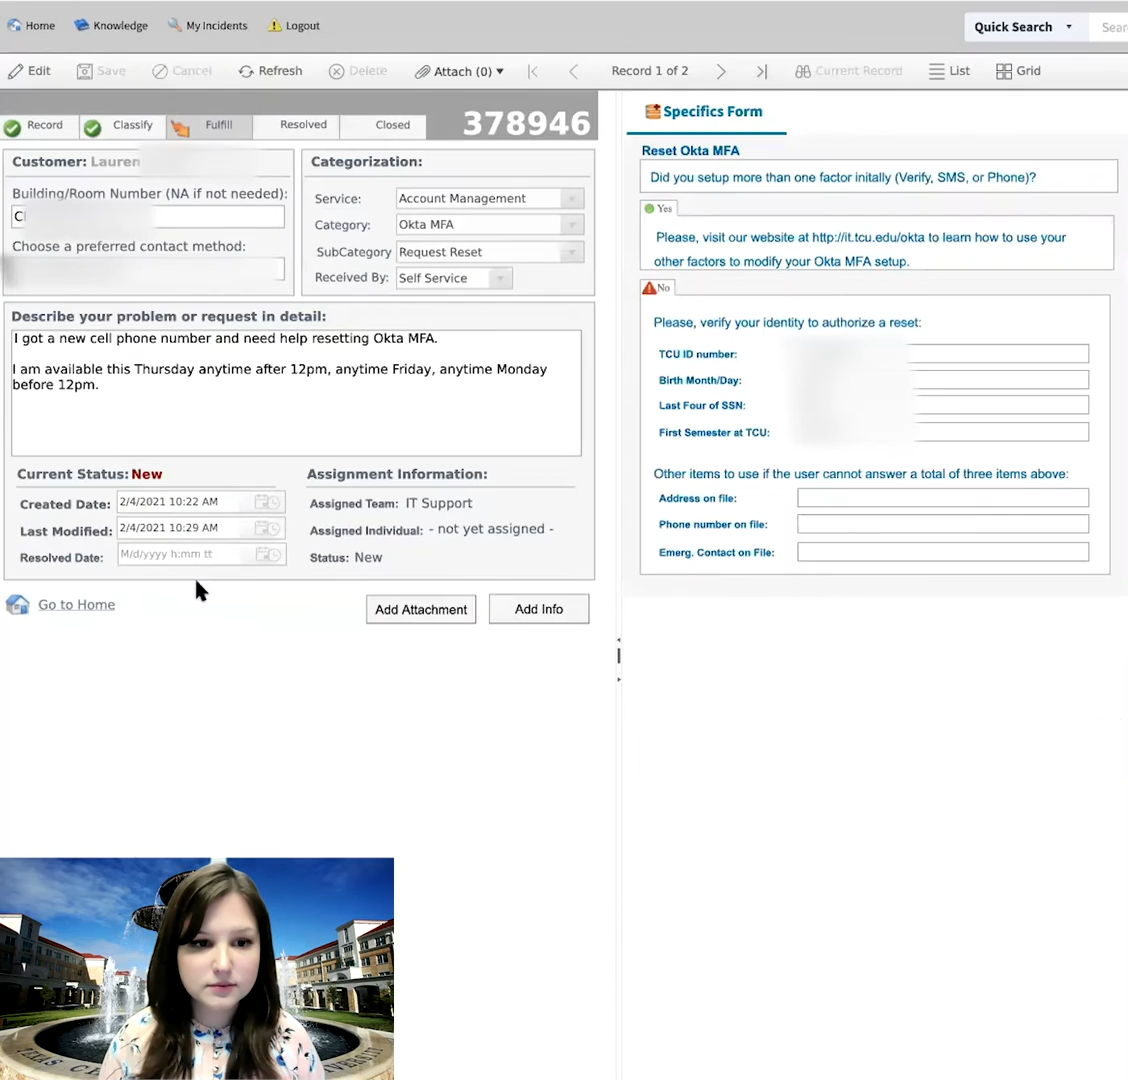 Home
Knowledge
My Incidents
Logout
Quick Search
Sear
Edit
Save
Cancel
Refresh
Delete
Attach (0)
Record 1 of 2
Current Record
List
Grid
Record
Classify
Fulfill
Resolved
Closed
378946
Customer: Lauren
Building/Room Number (NA if not needed):
C
Choose a preferred contact method:
Categorization:
Service: Account Management
Category: Okta MFA
SubCategory Request Reset
Received By: Self Service
Describe your problem or request in detail:
I got a new cell phone number and need help resetting Okta MFA.
I am available this Thursday anytime after 12pm, anytime Friday, anytime Monday
before 12pm.
Current Status: New
Created Date: 2/4/2021 10:22 AM
Last Modified: 2/4/2021 10:29 AM
Resolved Date: M/d/yyyy h:mm tt
Assignment Information:
Assigned Team: IT Support
Assigned Individual: - not yet assigned -
Status: New
Go to Home
Add Attachment
Add Info
Specifics Form
Reset Okta MFA
Did you setup more than one factor initally (Verify, SMS, or Phone)?
Yes
Please, visit our website at http://it.tcu.edu/okta to learn how to use your
other factors to modify your Okta MFA setup.
No
Please, verify your identity to authorize a reset:
TCU ID number:
Birth Month/Day:
Last Four of SSN:
First Semester at TCU:
Other items to use if the user cannot answer a total of three items above:
Address on file:
Phone number on file:
Emerg. Contact on File: